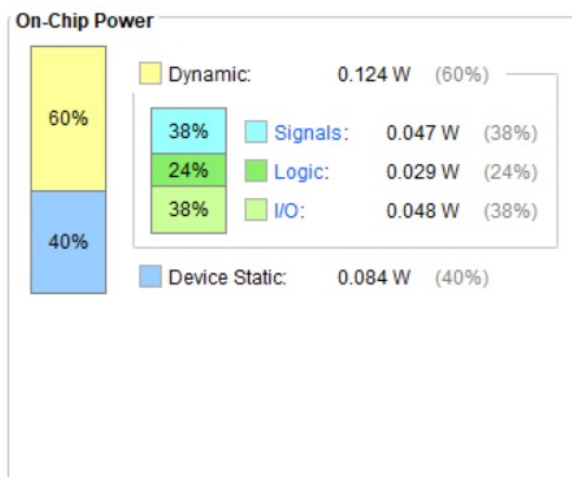 On-Chip Power
60%
Dynamic: 0.124 W (60%)
38% Signals: 0.047 W (38%)
24% Logic: 0.029 W (24%)
38% I/O: 0.048 W (38%)
40%
Device Static: 0.084 W (40%)